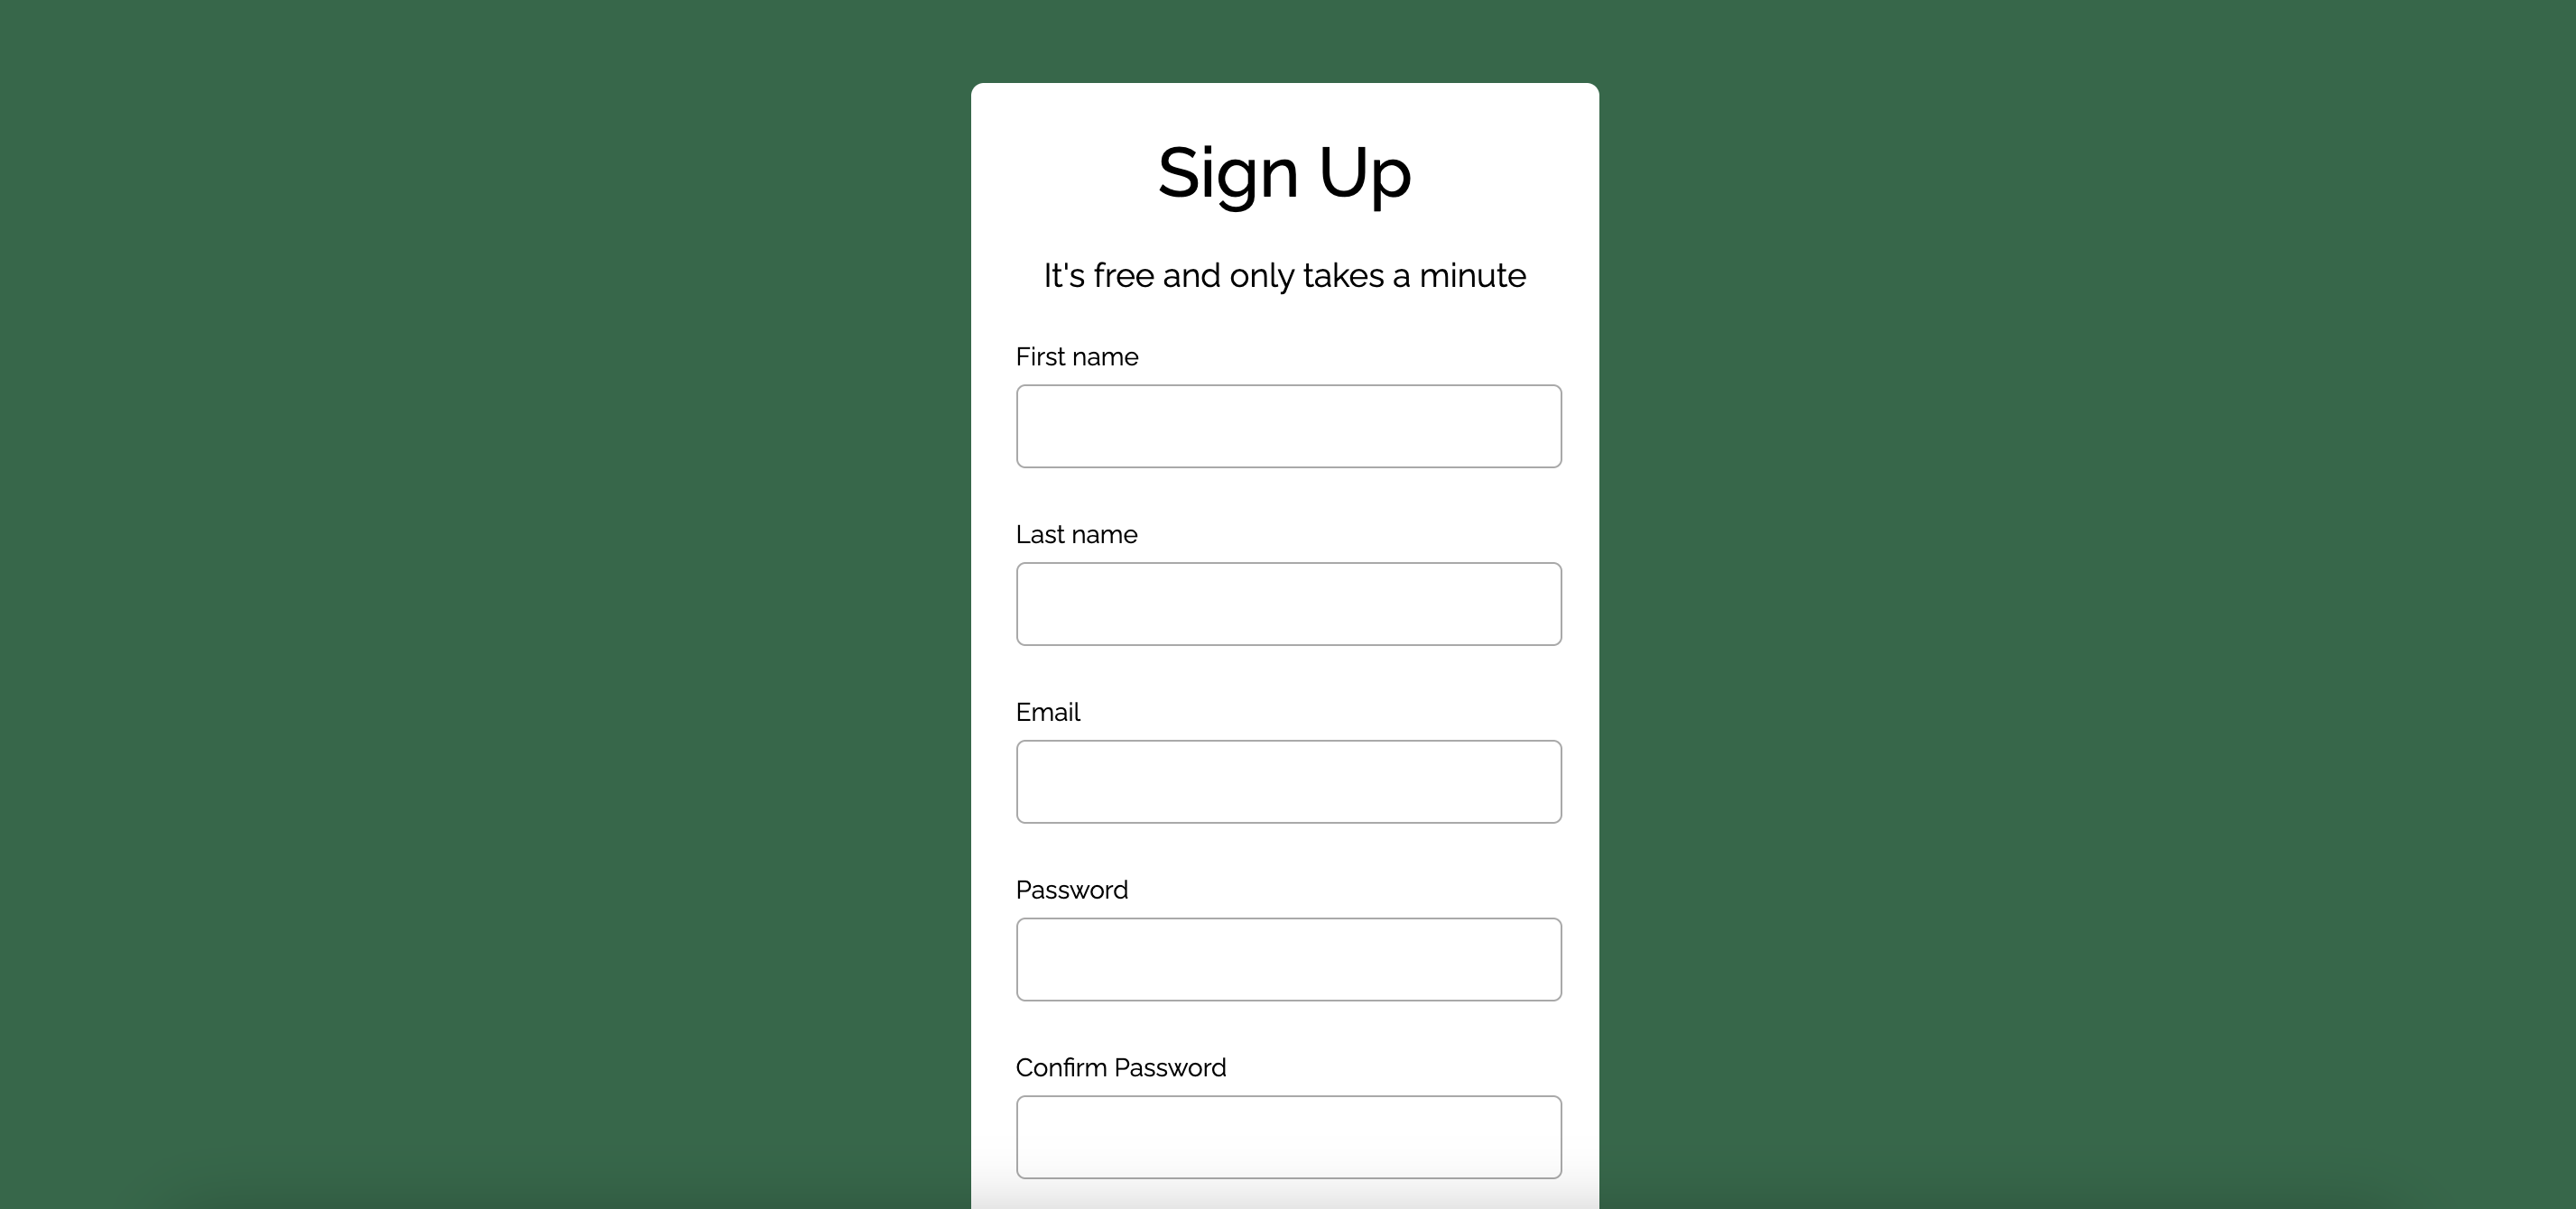 Sign Up
It's free and only takes a minute
First name
Last name
Email
Password
Confirm Password